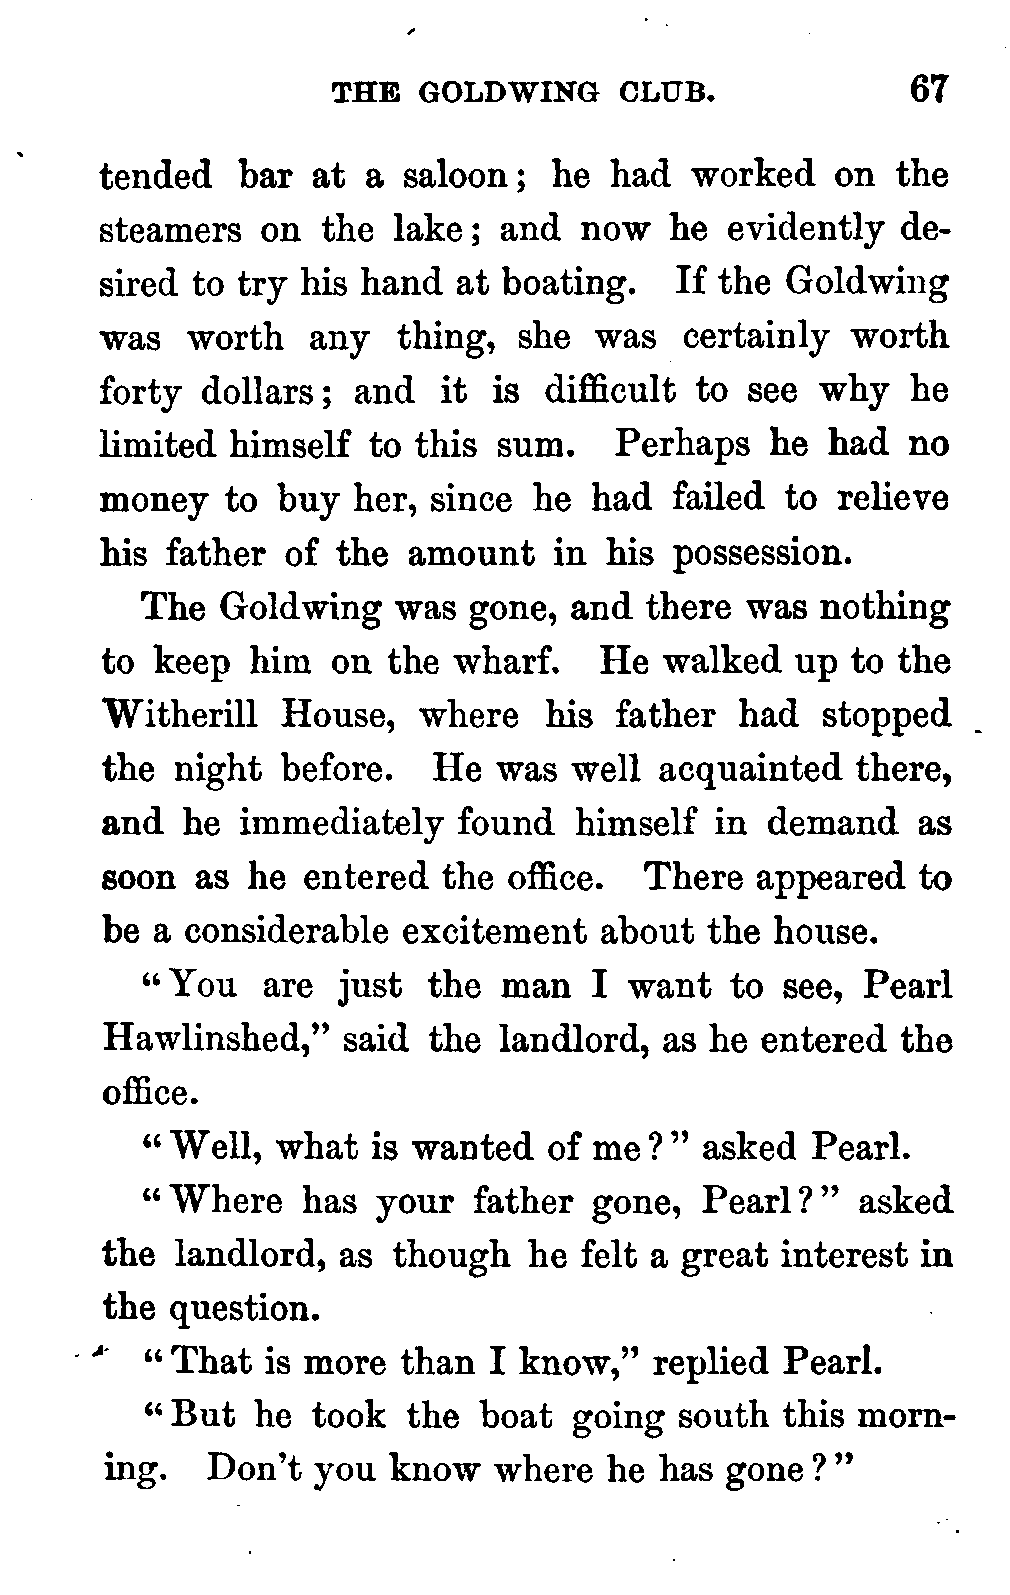 THE GOLDWING CLUB. 67
tended bar at a saloon; he had worked on the
steamers on the lake; and now he evidently de-
sired to try his hand at boating. If the Goldwing
was worth any thing, she was certainly worth
forty dollars; and it is difficult to see why he
limited himself to this sum. Perhaps he had no
money to buy her, since he had failed to relieve
his father of the amount in his possession.
The Goldwing was gone, and there was nothing
to keep him on the wharf. He walked up to the
Witherill House, where his father had stopped
the night before. He was well acquainted there,
and he immediately found himself in demand as
soon as he entered the office. There appeared to
be a considerable excitement about the house.
"You are just the man I want to see, Pearl
Hawlinshed," said the landlord, as he entered the
office.
"Well, what is wanted of me?" asked Pearl.
"Where has your father gone, Pearl?" asked
the landlord, as though he felt a great interest in
the question.
"That is more than I know," replied Pearl.
"But he took the boat going south this morn-
ing. Don't you know where he has gone?"